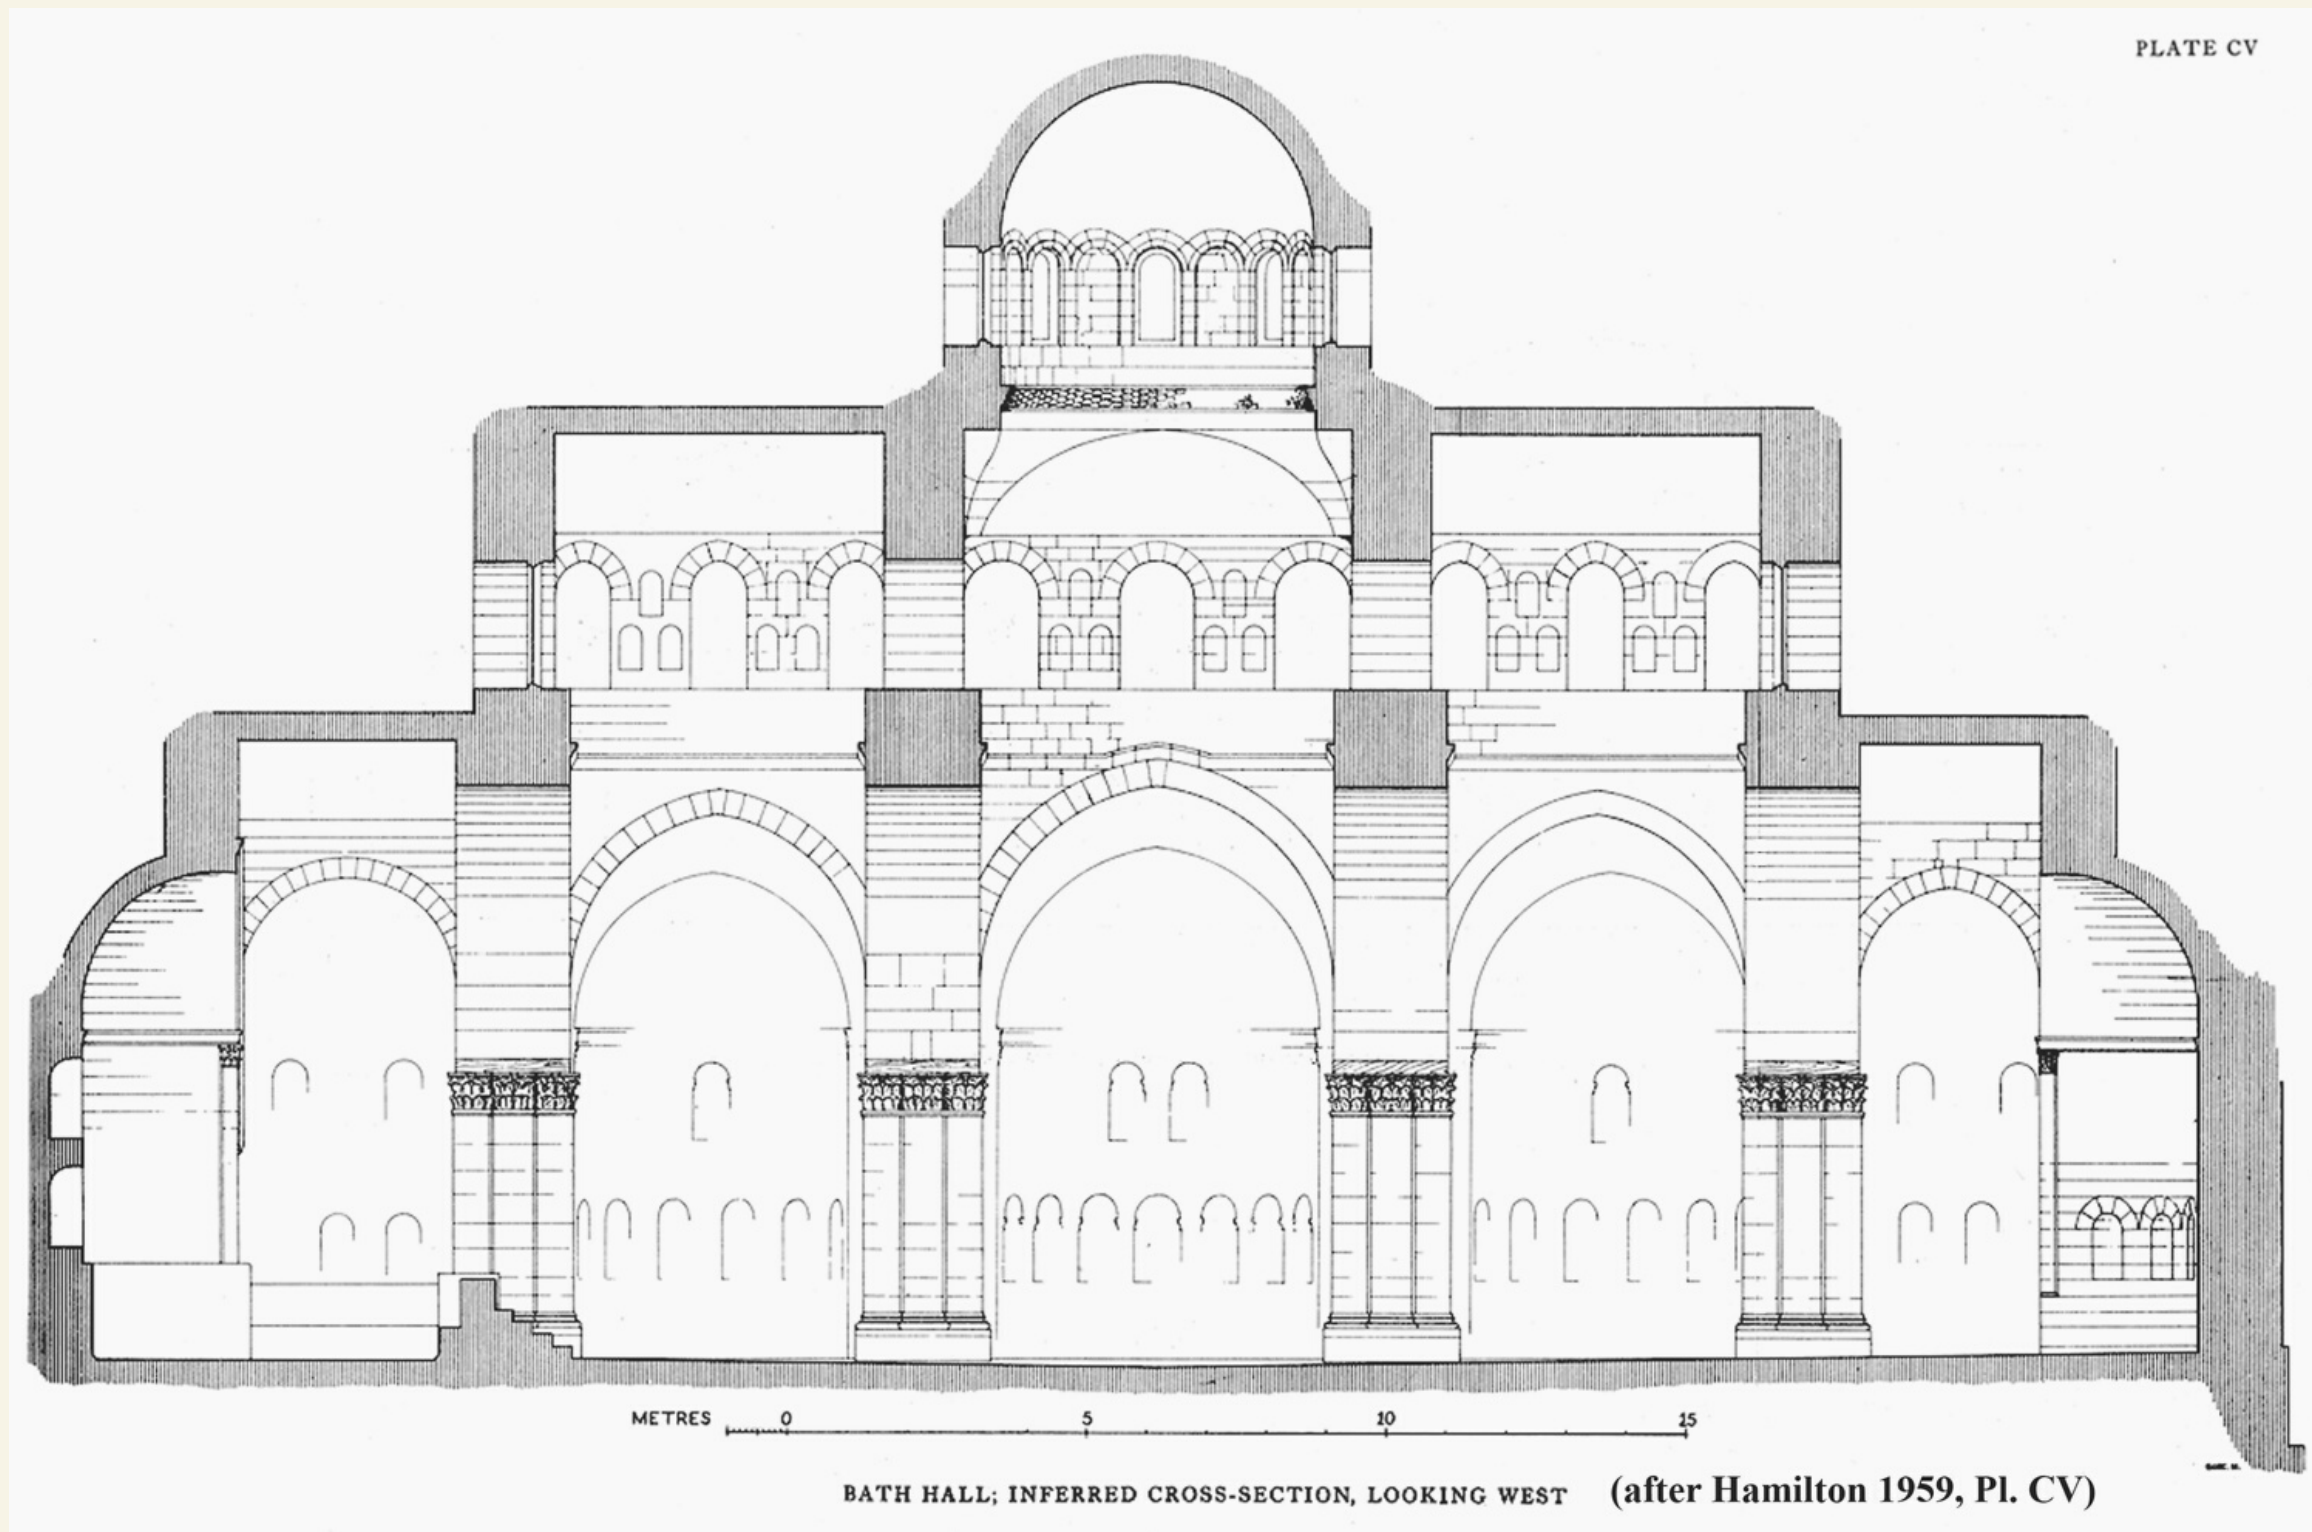 PLATE CV
METRES 0 5 10 15
BATH HALL; INFERRED CROSS-SECTION, LOOKING WEST (after Hamilton 1959, Pl. CV)